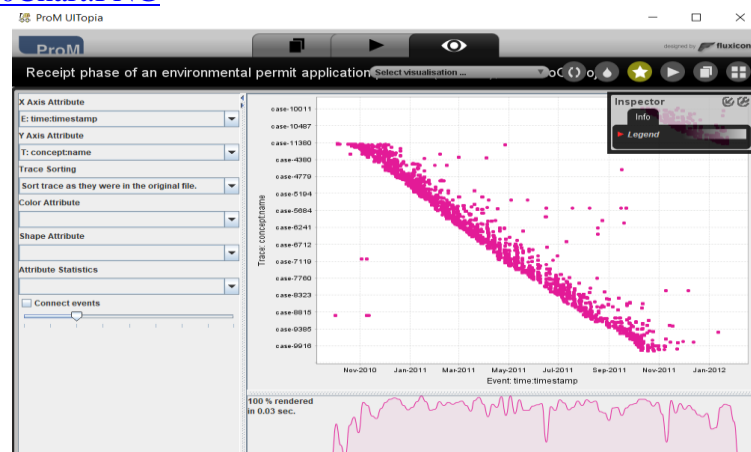 ProM UITopia
ProM
designed by fluxicon
Receipt phase of an environmental permit application
Select visualisation ...
X Axis Attribute
E: time:timestamp
Y Axis Attribute
T: concept:name
Trace Sorting
Sort trace as they were in the original file.
Color Attribute
Shape Attribute
Attribute Statistics
Connect events
Inspector
Info
Legend
Trace: concept:name
case-10011
case-10487
case-11380
case-4380
case-4779
case-5194
case-5684
case-6241
case-6712
case-7119
case-7760
case-8323
case-8815
case-9385
case-9916
Nov-2010 Jan-2011 Mar-2011 May-2011 Jul-2011 Sep-2011 Nov-2011 Jan-2012
Event: time:timestamp
100 % rendered
in 0.03 sec.